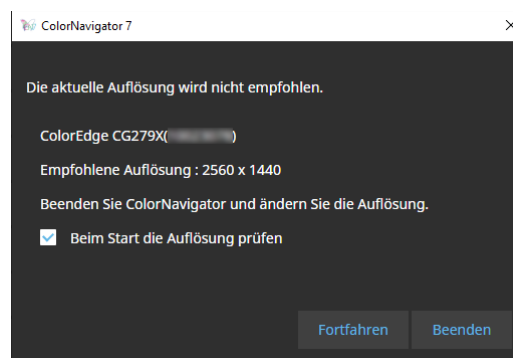 ColorNavigator 7
Die aktuelle Auflösung wird nicht empfohlen.
ColorEdge CG279X( )
Empfohlene Auflösung : 2560 x 1440
Beenden Sie ColorNavigator und ändern Sie die Auflösung.
Beim Start die Auflösung prüfen
Fortfahren Beenden